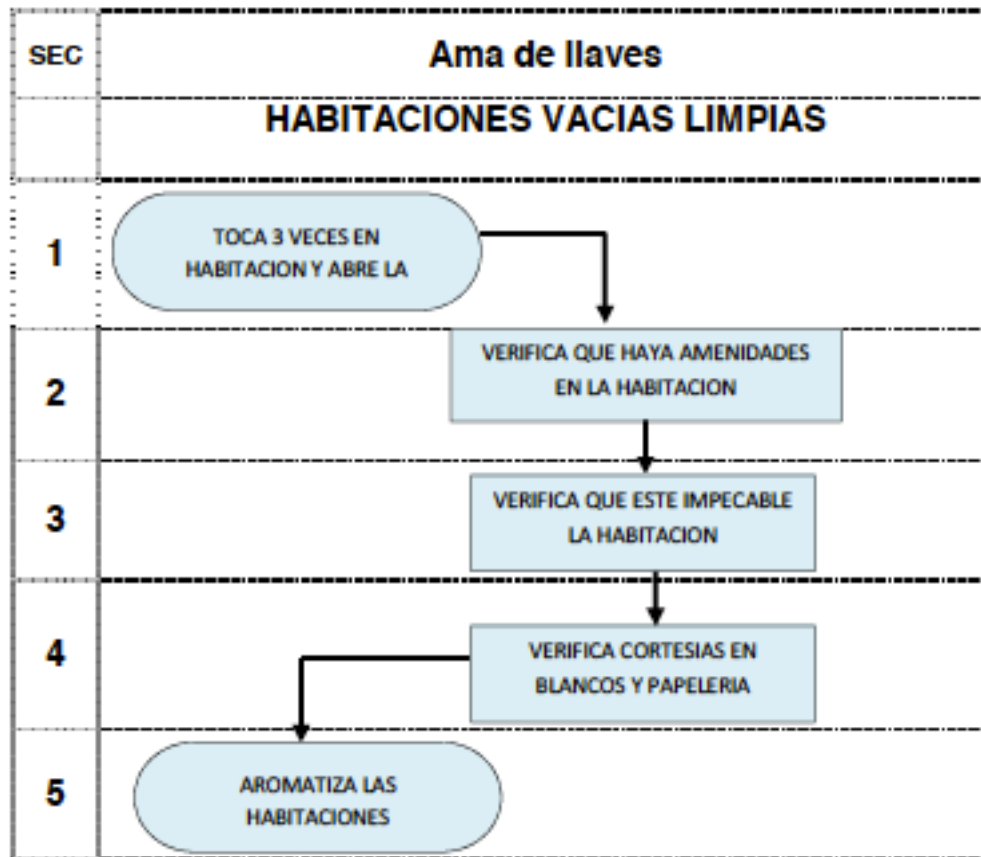 SEC
Ama de llaves
HABITACIONES VACIAS LIMPIAS
1
TOCA 3 VECES EN
HABITACION Y ABRE LA
2
VERIFICA QUE HAYA AMENIDADES
EN LA HABITACION
3
VERIFICA QUE ESTE IMPECABLE
LA HABITACION
4
VERIFICA CORTESIAS EN
BLANCOS Y PAPELERIA
5
AROMATIZA LAS
HABITACIONES